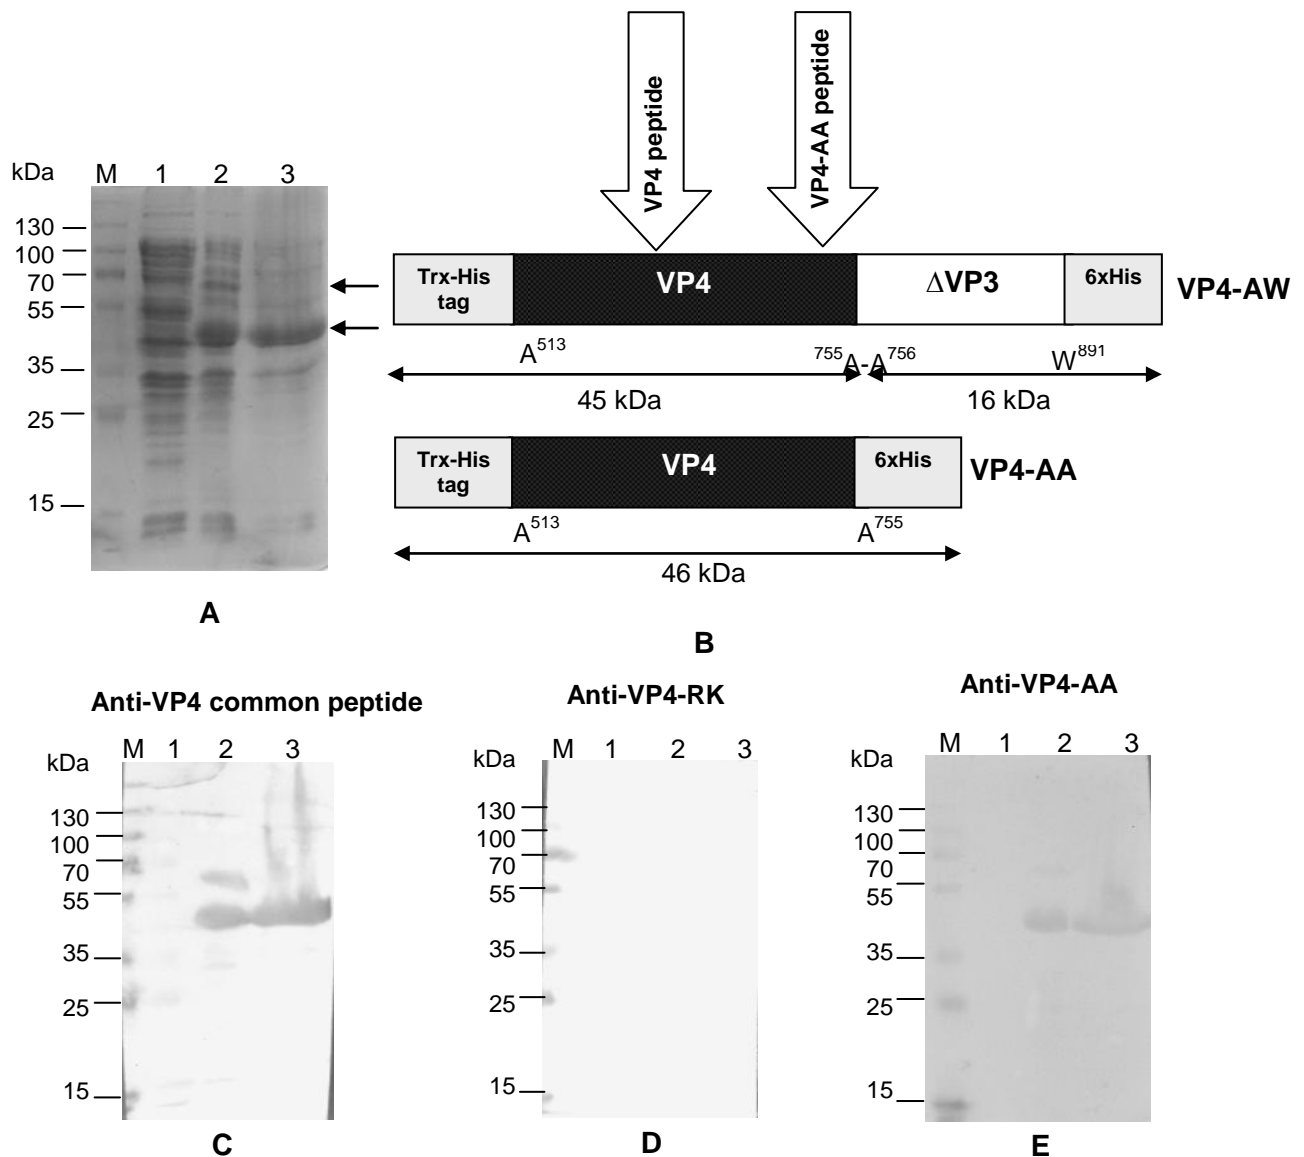 kDa M 1 2 3
130
100
70
55
35
25
15
A
VP4 peptide
VP4-AA peptide
Trx-His
tag
VP4
ΔVP3
6xHis
VP4-AW
A⁵¹³
⁷⁵⁵A-A⁷⁵⁶
W⁸⁹¹
45 kDa
16 kDa
Trx-His
tag
VP4
6xHis
VP4-AA
A⁵¹³
A⁷⁵⁵
46 kDa
B
Anti-VP4 common peptide
kDa M 1 2 3
130
100
70
55
35
25
15
C
Anti-VP4-RK
kDa M 1 2 3
130
100
70
55
35
25
15
D
Anti-VP4-AA
kDa M 1 2 3
130
100
70
55
35
25
15
E